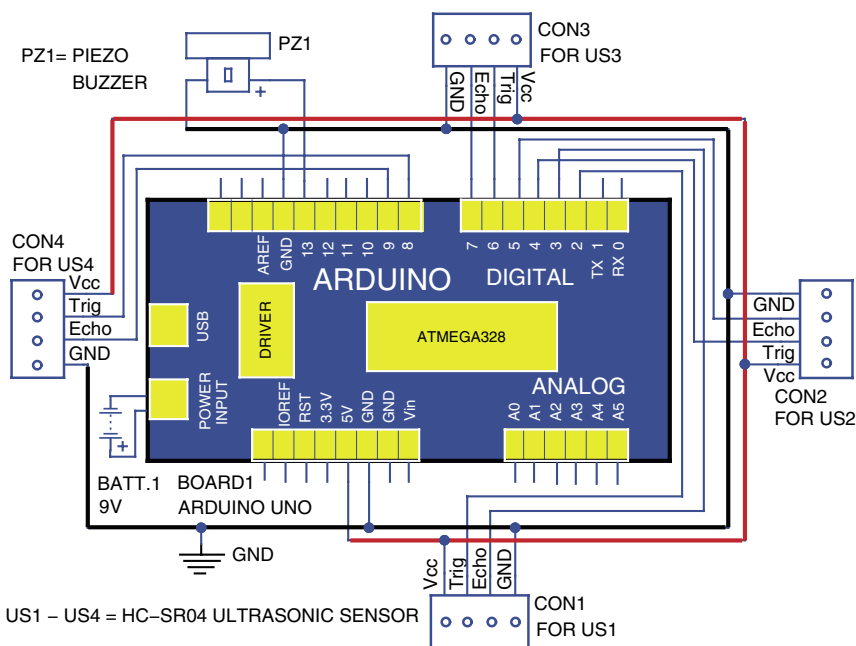 PZ1= PIEZO
BUZZER
PZ1
+
CON3
FOR US3
GND
Echo
Trig
Vcc
CON4
FOR US4
Vcc
Trig
Echo
GND
AREF
GND
13
12
11
10
9
8
7
6
5
4
3
2
TX 1
RX 0
ARDUINO
DIGITAL
USB
DRIVER
ATMEGA328
POWER
INPUT
ANALOG
IOREF
RST
3.3V
5V
GND
GND
Vin
A0
A1
A2
A3
A4
A5
GND
Echo
Trig
Vcc
CON2
FOR US2
+
BATT.1
9V
BOARD1
ARDUINO UNO
GND
Vcc
Trig
Echo
GND
CON1
FOR US1
US1 – US4 = HC–SR04 ULTRASONIC SENSOR